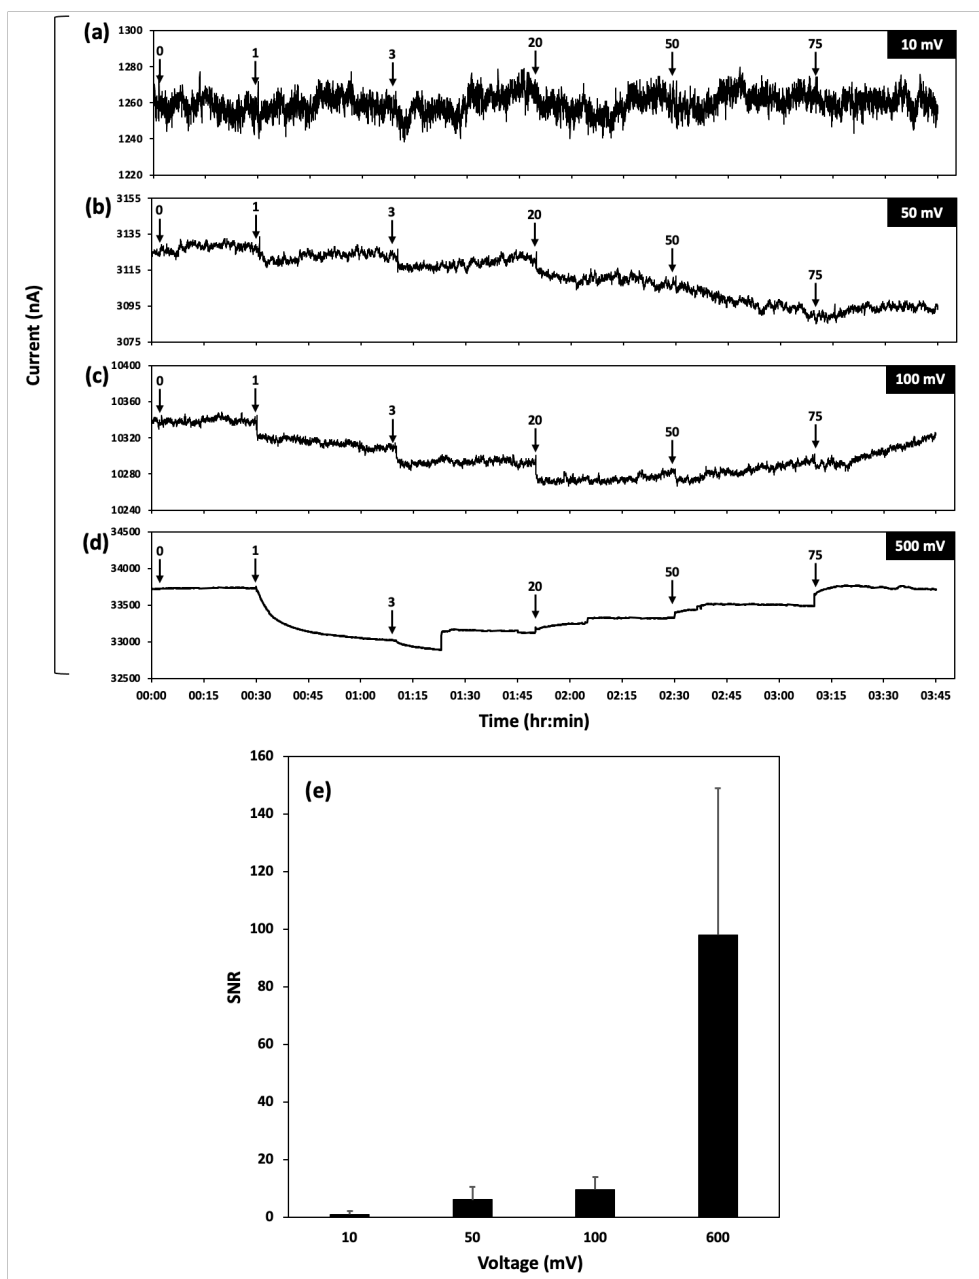 (a)
10 mV
0 1 3 20 50 75
1300
1280
1260
1240
1220
(b)
50 mV
0 1 3 20 50 75
3155
3135
3115
3095
3075
(c)
100 mV
0 1 3 20 50 75
10400
10360
10320
10280
10240
(d)
500 mV
0 1 3 20 50 75
34500
34000
33500
33000
32500
Current (nA)
00:00 00:15 00:30 00:45 01:00 01:15 01:30 01:45 02:00 02:15 02:30 02:45 03:00 03:15 03:30 03:45
Time (hr:min)
(e)
160
140
120
100
80
60
40
20
0
SNR
10 50 100 600
Voltage (mV)